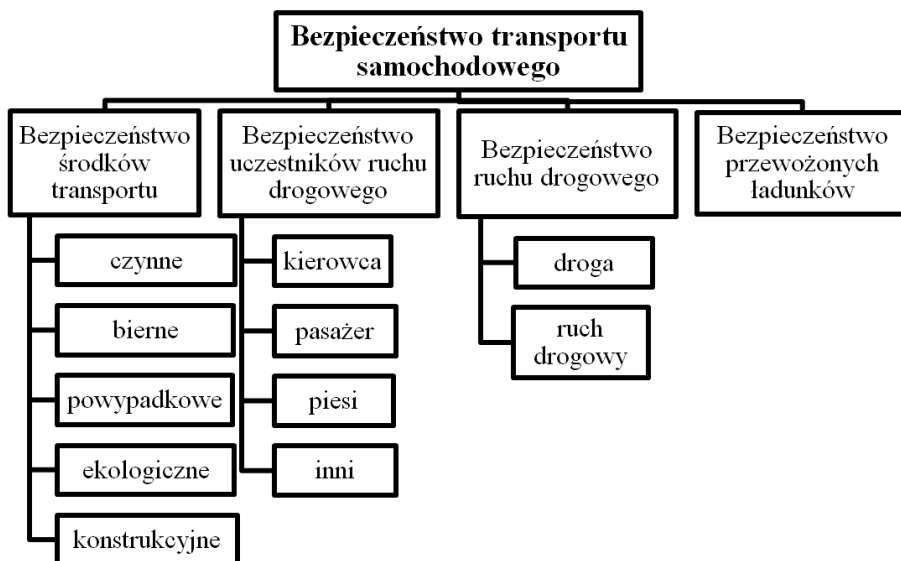 Bezpieczeństwo transportu
samochodowego
Bezpieczeństwo
środków
transportu
czynne
bierne
powypadkowe
ekologiczne
konstrukcyjne
Bezpieczeństwo
uczestników ruchu
drogowego
kierowca
pasażer
piesi
inni
Bezpieczeństwo
ruchu drogowego
droga
ruch
drogowy
Bezpieczeństwo
przewożonych
ładunków